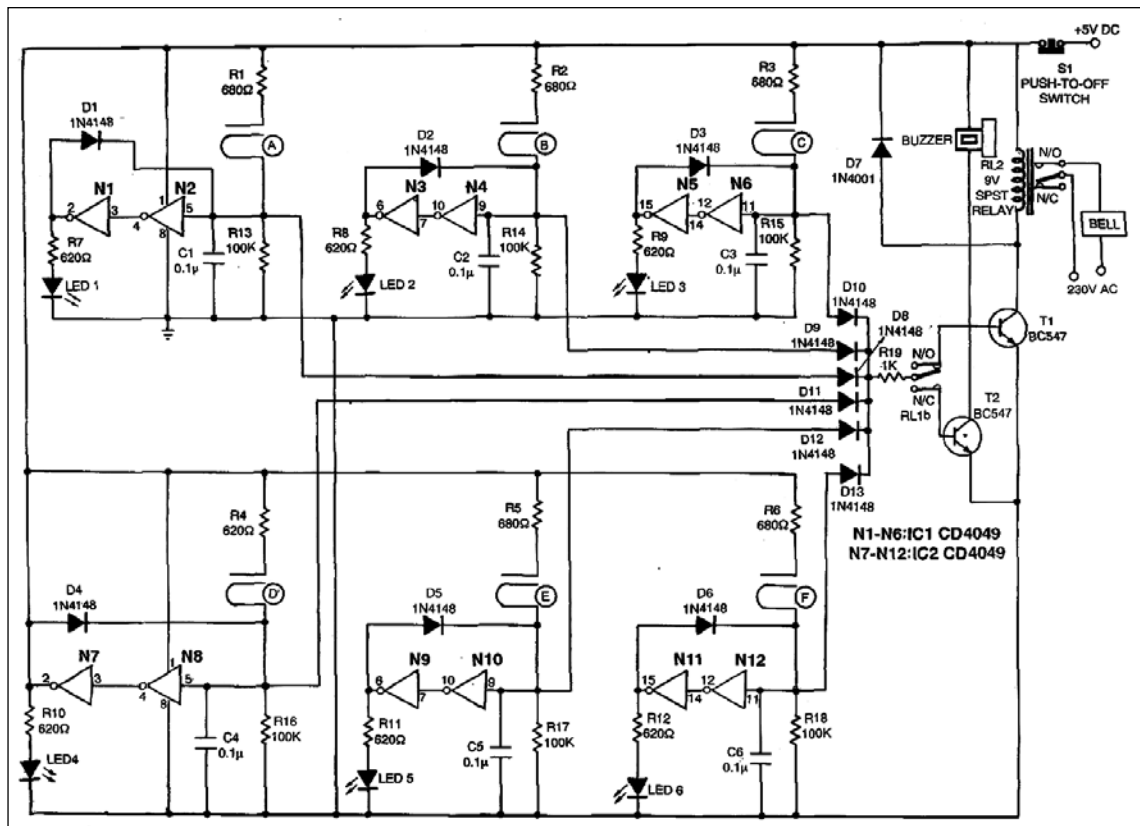 +5V DC
S1
PUSH-TO-OFF
SWITCH
R1
680Ω
R2
680Ω
R3
680Ω
D1
1N4148
A
D2
1N4148
B
D3
1N4148
C
D7
1N4001
BUZZER
RL2
9V
SPST
RELAY
N/O
N/C
BELL
230V AC
N1
N2
2
3
4
1
5
8
R7
620Ω
LED 1
C1
0.1µ
R13
100K
N3
N4
6
7
10
9
R8
620Ω
LED 2
C2
0.1µ
R14
100K
N5
N6
15
14
12
11
R9
620Ω
LED 3
C3
0.1µ
R15
100K
D10
1N4148
D9
1N4148
D8
1N4148
R19
1K
N/O
N/C
RL1b
T1
BC547
T2
BC547
D11
1N4148
D12
1N4148
D13
1N4148
N1-N6:IC1 CD4049
N7-N12:IC2 CD4049
R4
620Ω
R5
680Ω
R6
680Ω
D4
1N4148
D'
D5
1N4148
E
D6
1N4148
F
N7
N8
2
3
4
1
5
8
R10
620Ω
LED4
C4
0.1µ
R16
100K
N9
N10
6
7
10
9
R11
620Ω
LED 5
C5
0.1µ
R17
100K
N11
N12
15
14
12
11
R12
620Ω
LED 6
C6
0.1µ
R18
100K